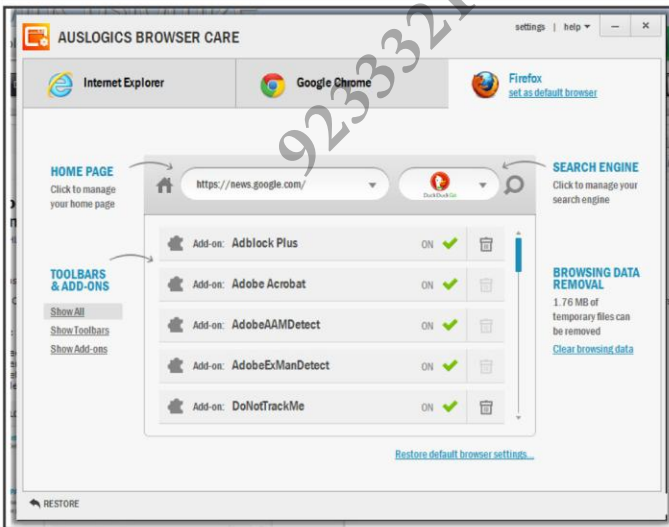 AUSLOGICS BROWSER CARE
settings | help
Internet Explorer
Google Chrome
Firefox
set as default browser
HOME PAGE
Click to manage
your home page
https://news.google.com/
DuckDuckGo
SEARCH ENGINE
Click to manage your
search engine
TOOLBARS
& ADD-ONS
Show All
Show Toolbars
Show Add-ons
Add-on: Adblock Plus ON
Add-on: Adobe Acrobat ON
Add-on: AdobeAAMDetect ON
Add-on: AdobeExManDetect ON
Add-on: DoNotTrackMe ON
BROWSING DATA
REMOVAL
1.76 MB of
temporary files can
be removed
Clear browsing data
Restore default browser settings...
RESTORE